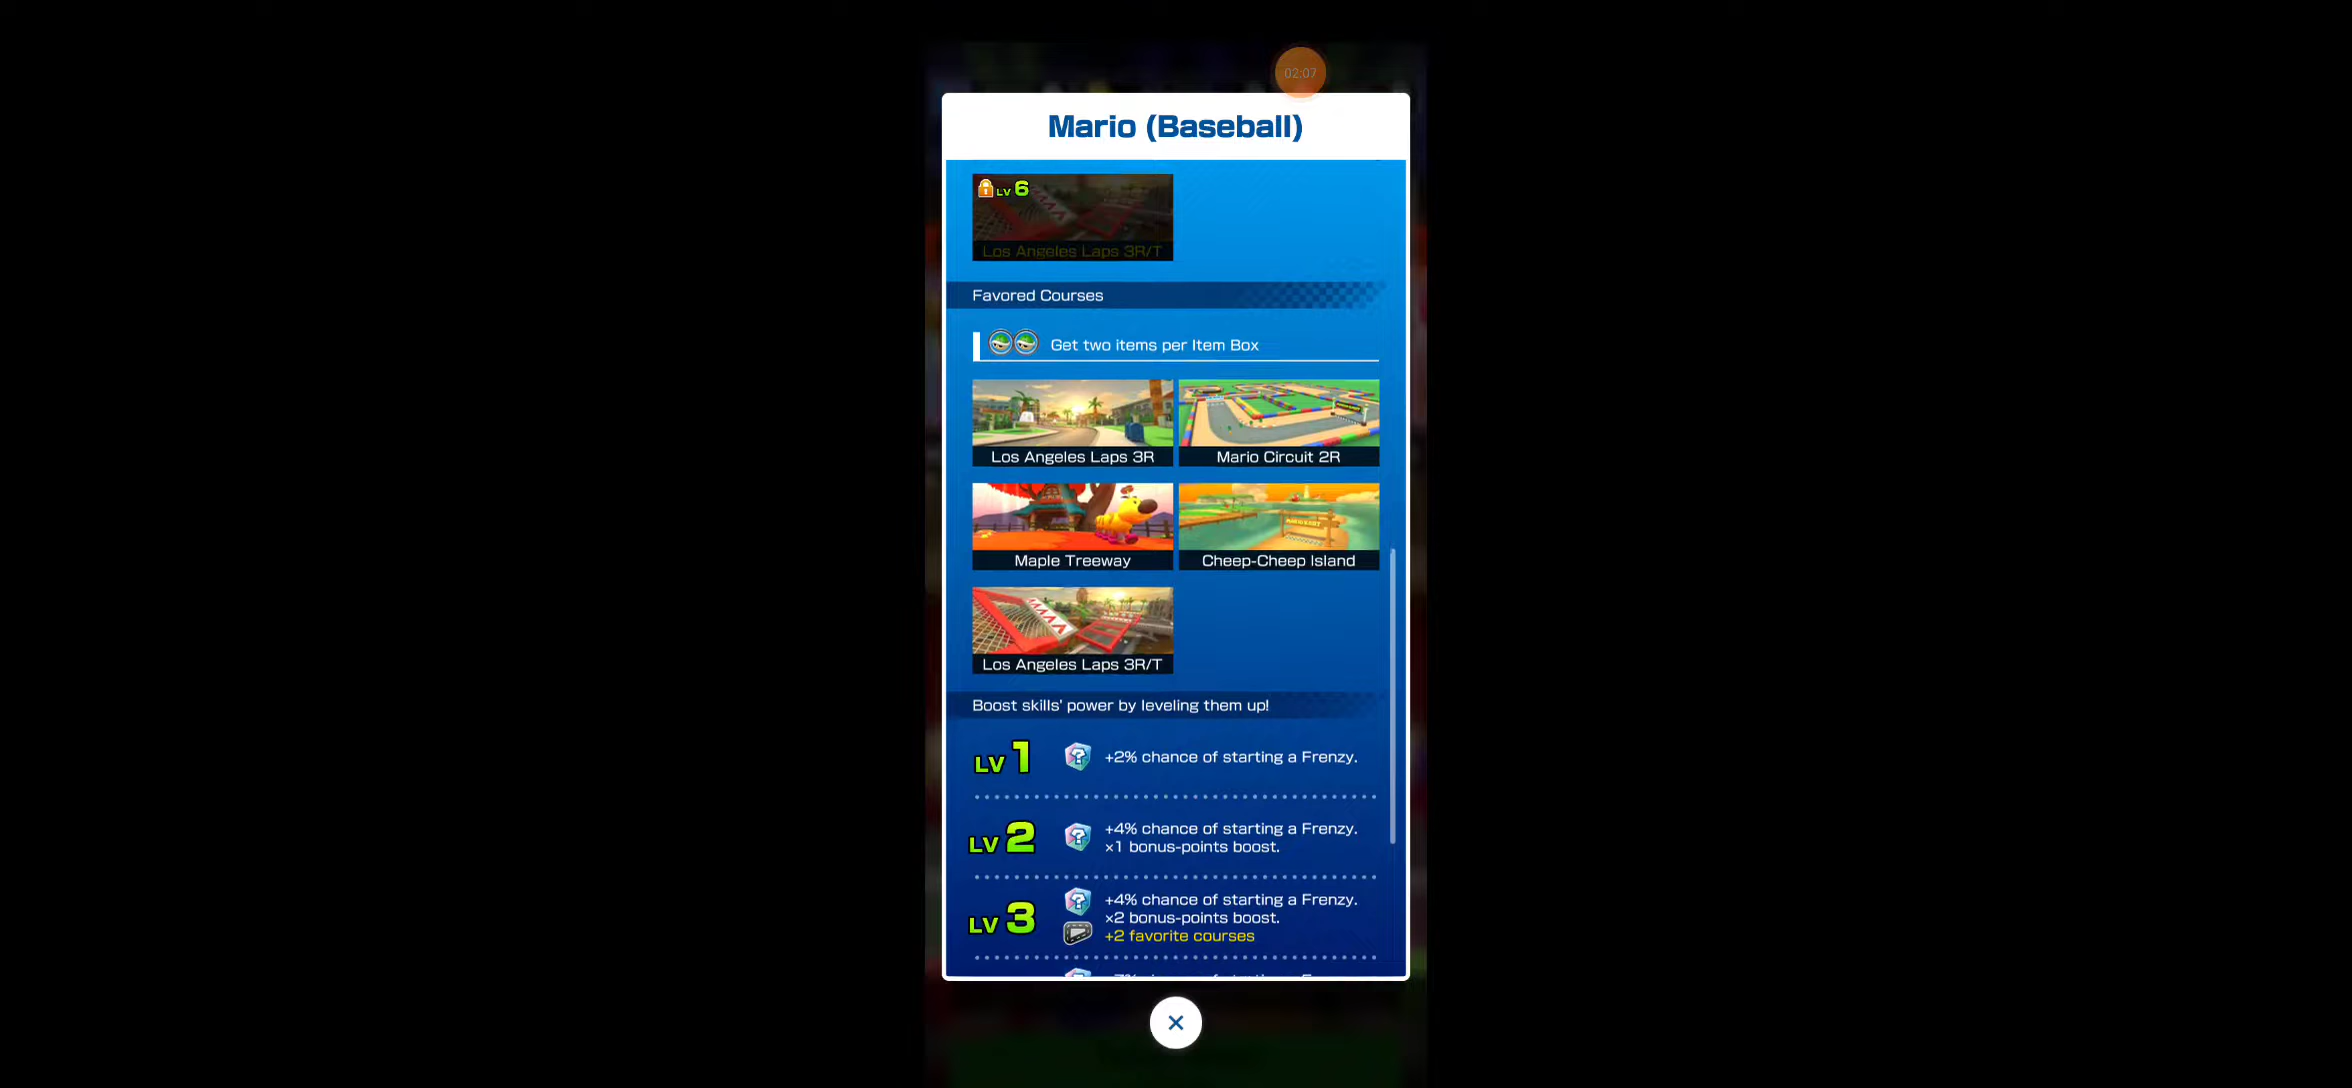 02:07
Mario (Baseball)
LV 6
Los Angeles Laps 3R/T
Favored Courses
Get two items per Item Box
Los Angeles Laps 3R
Mario Circuit 2R
Maple Treeway
Cheep-Cheep Island
Los Angeles Laps 3R/T
Boost skills' power by leveling them up!
LV 1
+2% chance of starting a Frenzy.
LV 2
+4% chance of starting a Frenzy.
×1 bonus-points boost.
LV 3
+4% chance of starting a Frenzy.
×2 bonus-points boost.
+2 favorite courses